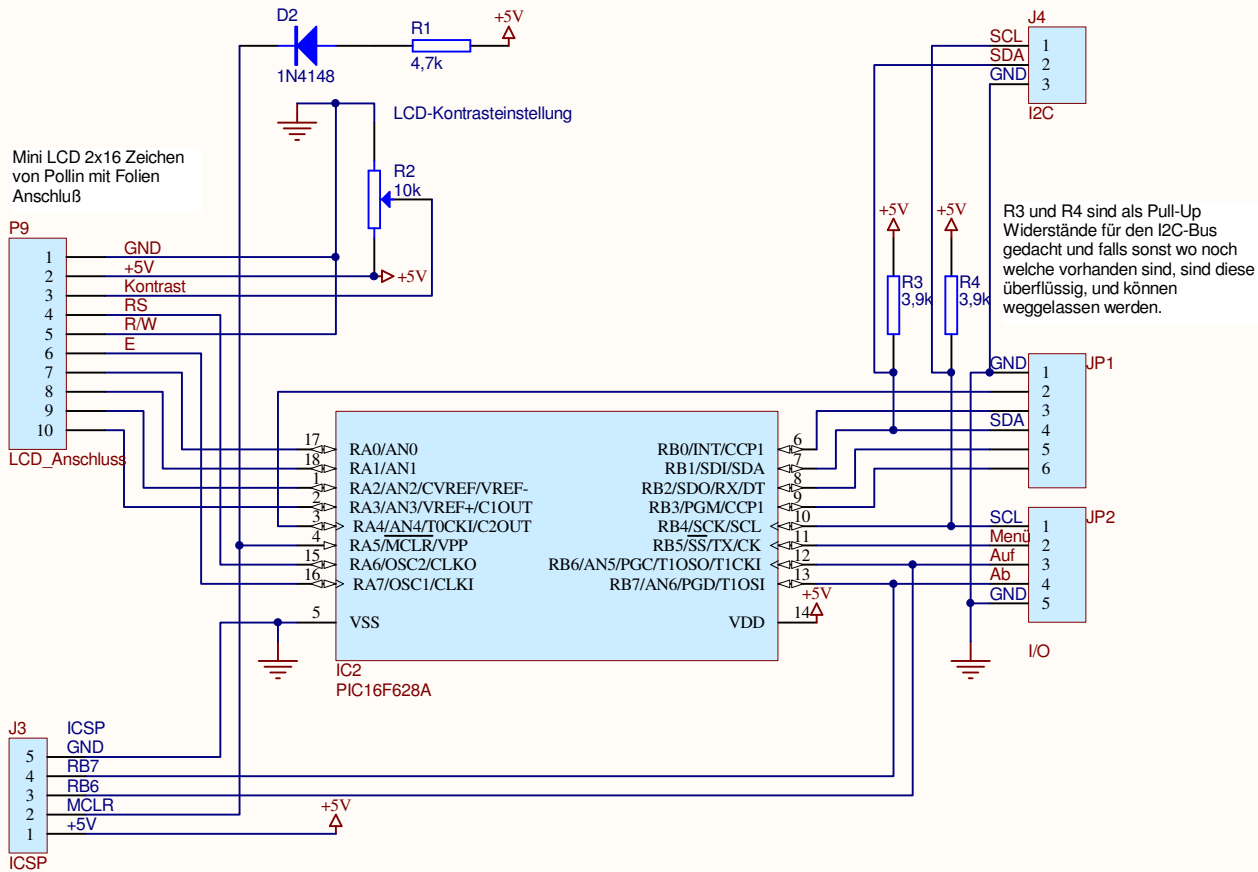 D2
1N4148
R1
4,7k
+5V
J4
SCL
SDA
GND
1
2
3
I2C
LCD-Kontrasteinstellung
R2
10k
Mini LCD 2x16 Zeichen
von Pollin mit Folien
Anschluß
+5V
+5V
R3
3,9k
R4
3,9k
R3 und R4 sind als Pull-Up
Widerstände für den I2C-Bus
gedacht und falls sonst wo noch
welche vorhanden sind, sind diese
überflüssig, und können
weggelassen werden.
P9
1
2
3
4
5
6
7
8
9
10
GND
+5V
Kontrast
RS
R/W
E
LCD_Anschluss
+5V
JP1
GND
SDA
1
2
3
4
5
6
17 RA0/AN0
18 RA1/AN1
1 RA2/AN2/CVREF/VREF-
2 RA3/AN3/VREF+/C1OUT
3 RA4/AN4/T0CKI/C2OUT
4 RA5/MCLR/VPP
15 RA6/OSC2/CLKO
16 RA7/OSC1/CLKI
5 VSS
RB0/INT/CCP1 6
RB1/SDI/SDA 7
RB2/SDO/RX/DT 8
RB3/PGM/CCP1 9
RB4/SCK/SCL 10
RB5/SS/TX/CK 11
RB6/AN5/PGC/T1OSO/T1CKI 12
RB7/AN6/PGD/T1OSI 13
VDD 14
+5V
IC2
PIC16F628A
JP2
SCL 1
Menü 2
Auf 3
Ab 4
GND 5
I/O
J3
ICSP
5 GND
4 RB7
3 RB6
2 MCLR
1 +5V
ICSP
+5V